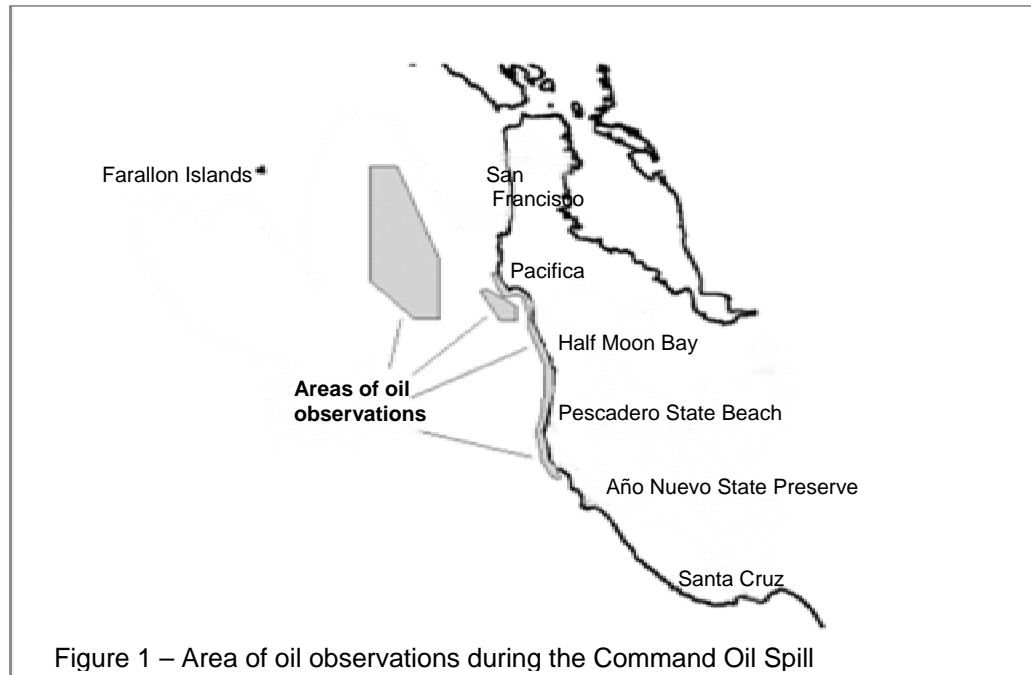 Farallon Islands
San
Francisco
Pacifica
Half Moon Bay
Areas of oil
observations
Pescadero State Beach
Año Nuevo State Preserve
Santa Cruz
Figure 1 – Area of oil observations during the Command Oil Spill